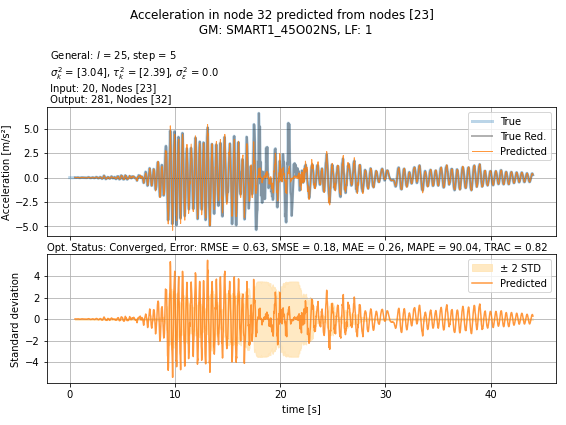 Acceleration in node 32 predicted from nodes [23]
GM: SMART1_45O02NS, LF: 1
General: l = 25, step = 5
σ²ₖ = [3.04], τ²ₖ = [2.39], σ²ₑ = 0.0
Input: 20, Nodes [23]
Output: 281, Nodes [32]
Acceleration [m/s²]
5.0
2.5
0.0
−2.5
−5.0
True
True Red.
Predicted
Opt. Status: Converged, Error: RMSE = 0.63, SMSE = 0.18, MAE = 0.26, MAPE = 90.04, TRAC = 0.82
Standard deviation
4
2
0
−2
−4
± 2 STD
Predicted
0
10
20
30
40
time [s]